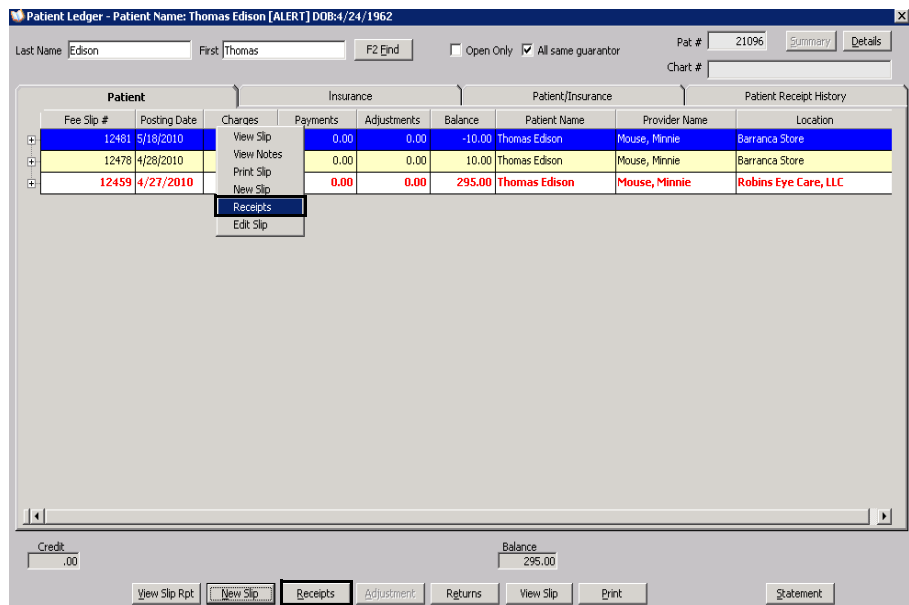 Patient Ledger - Patient Name: Thomas Edison [ALERT] DOB:4/24/1962
Last Name Edison First Thomas F2 Find Open Only All same guarantor Pat # 21096 Summary Details
Chart #
Patient Insurance Patient/Insurance Patient Receipt History
Fee Slip # Posting Date Charges Payments Adjustments Balance Patient Name Provider Name Location
12481 5/18/2010 0.00 0.00 -10.00 Thomas Edison Mouse, Minnie Barranca Store
12478 4/28/2010 0.00 0.00 10.00 Thomas Edison Mouse, Minnie Barranca Store
12459 4/27/2010 0.00 0.00 295.00 Thomas Edison Mouse, Minnie Robins Eye Care, LLC
View Slip
View Notes
Print Slip
New Slip
Receipts
Edit Slip
Credit Balance
.00 295.00
View Slip Rpt New Slip Receipts Adjustment Returns View Slip Print Statement